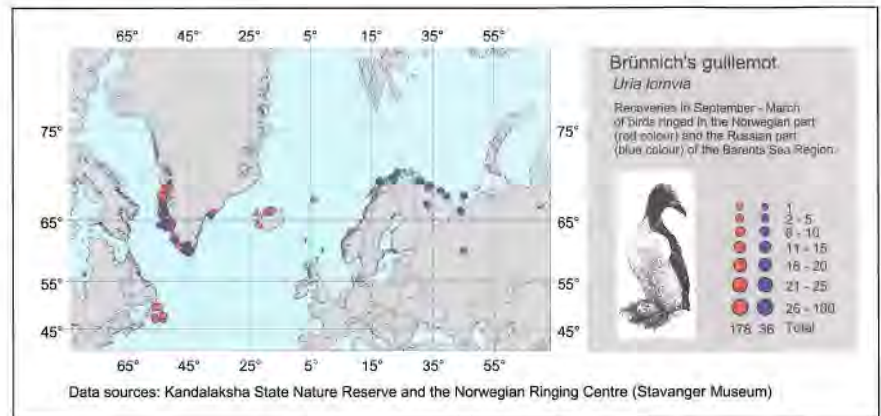 65° 45° 25° 5° 15° 35° 55°
75° 75°
65° 65°
55° 55°
45° 45°
65° 45° 25° 5° 15° 35° 55°
Brünnich's guillemot
Uria lomvia
Recoveries in September - March
of birds ringed in the Norwegian part
(red colour) and the Russian part
(blue colour) of the Barents Sea Region.
1
2 - 5
6 - 10
11 - 15
16 - 20
21 - 25
26 - 100
178 36 Total
Data sources: Kandalaksha State Nature Reserve and the Norwegian Ringing Centre (Stavanger Museum)